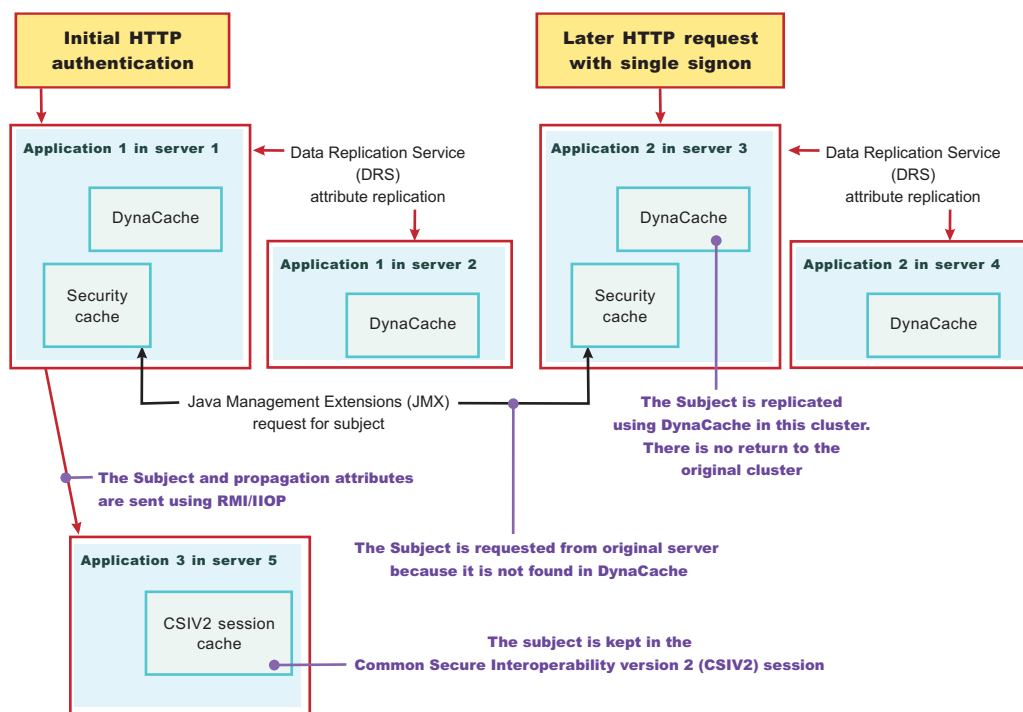 Initial HTTP
authentication
Later HTTP request
with single signon
Application 1 in server 1
DynaCache
Security
cache
Data Replication Service
(DRS)
attribute replication
Application 1 in server 2
DynaCache
Application 2 in server 3
DynaCache
Security
cache
Data Replication Service
(DRS)
attribute replication
Application 2 in server 4
DynaCache
Java Management Extensions (JMX)
request for subject
The Subject is replicated
using DynaCache in this cluster.
There is no return to the
original cluster
The Subject and propagation attributes
are sent using RMI/IIOP
The Subject is requested from original server
because it is not found in DynaCache
Application 3 in server 5
CSIV2 session
cache
The subject is kept in the
Common Secure Interoperability version 2 (CSIV2) session